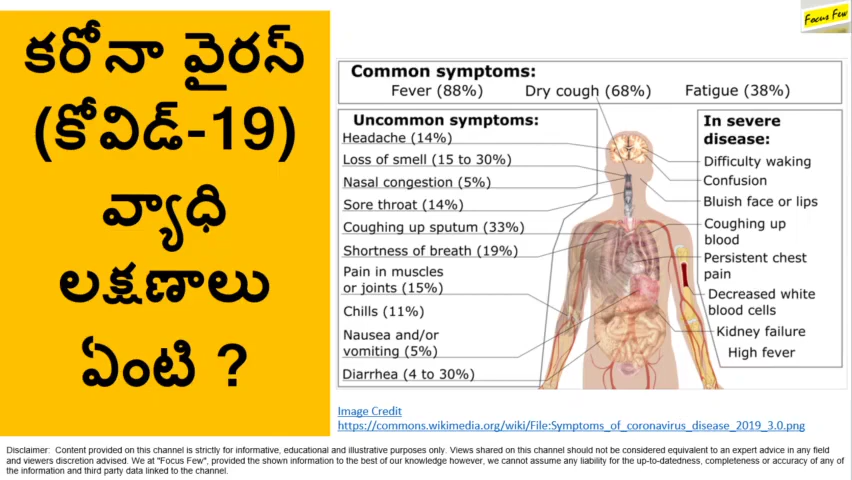 Focus Few
కరోనా వైరస్
(కోవిడ్-19)
వ్యాధి
లక్షణాలు
ఏంటి ?
Common symptoms:
Fever (88%) Dry cough (68%) Fatigue (38%)
Uncommon symptoms:
Headache (14%)
Loss of smell (15 to 30%)
Nasal congestion (5%)
Sore throat (14%)
Coughing up sputum (33%)
Shortness of breath (19%)
Pain in muscles
or joints (15%)
Chills (11%)
Nausea and/or
vomiting (5%)
Diarrhea (4 to 30%)
In severe
disease:
Difficulty waking
Confusion
Bluish face or lips
Coughing up
blood
Persistent chest
pain
Decreased white
blood cells
Kidney failure
High fever
Image Credit
https://commons.wikimedia.org/wiki/File:Symptoms_of_coronavirus_disease_2019_3.0.png
Disclaimer: Content provided on this channel is strictly for informative, educational and illustrative purposes only. Views shared on this channel should not be considered equivalent to an expert advice in any field
and viewers discretion advised. We at "Focus Few", provided the shown information to the best of our knowledge however, we cannot assume any liability for the up-to-datedness, completeness or accuracy of any of
the information and third party data linked to the channel.